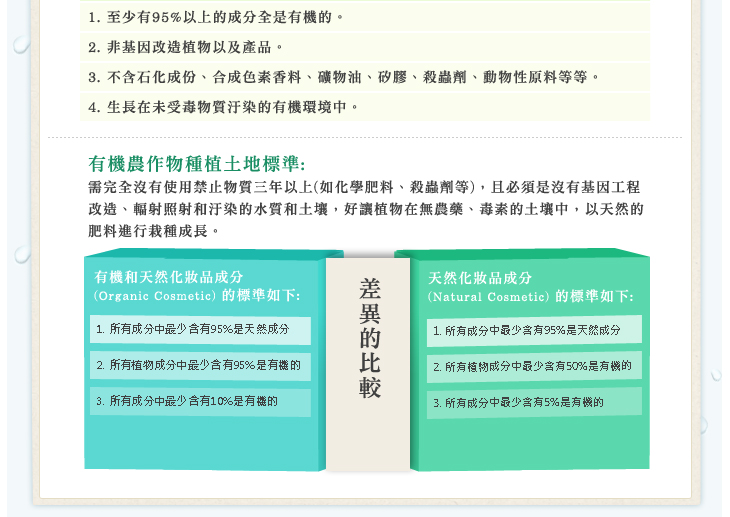 1. 至少有95%以上的成分全是有機的。
2. 非基因改造植物以及產品。
3. 不含石化成份、合成色素香料、礦物油、矽膠、殺蟲劑、動物性原料等等。
4. 生長在未受毒物質汙染的有機環境中。
有機農作物種植土地標準:
需完全沒有使用禁止物質三年以上(如化學肥料、殺蟲劑等)，且必須是沒有基因工程
改造、輻射照射和汙染的水質和土壤，好讓植物在無農藥、毒素的土壤中，以天然的
肥料進行栽種成長。
有機和天然化妝品成分
(Organic Cosmetic) 的標準如下:
1. 所有成分中最少含有95%是天然成分
2. 所有植物成分中最少含有95%是有機的
3. 所有成分中最少含有10%是有機的
差異的比較
天然化妝品成分
(Natural Cosmetic) 的標準如下:
1. 所有成分中最少含有95%是天然成分
2. 所有植物成分中最少含有50%是有機的
3. 所有成分中最少含有5%是有機的